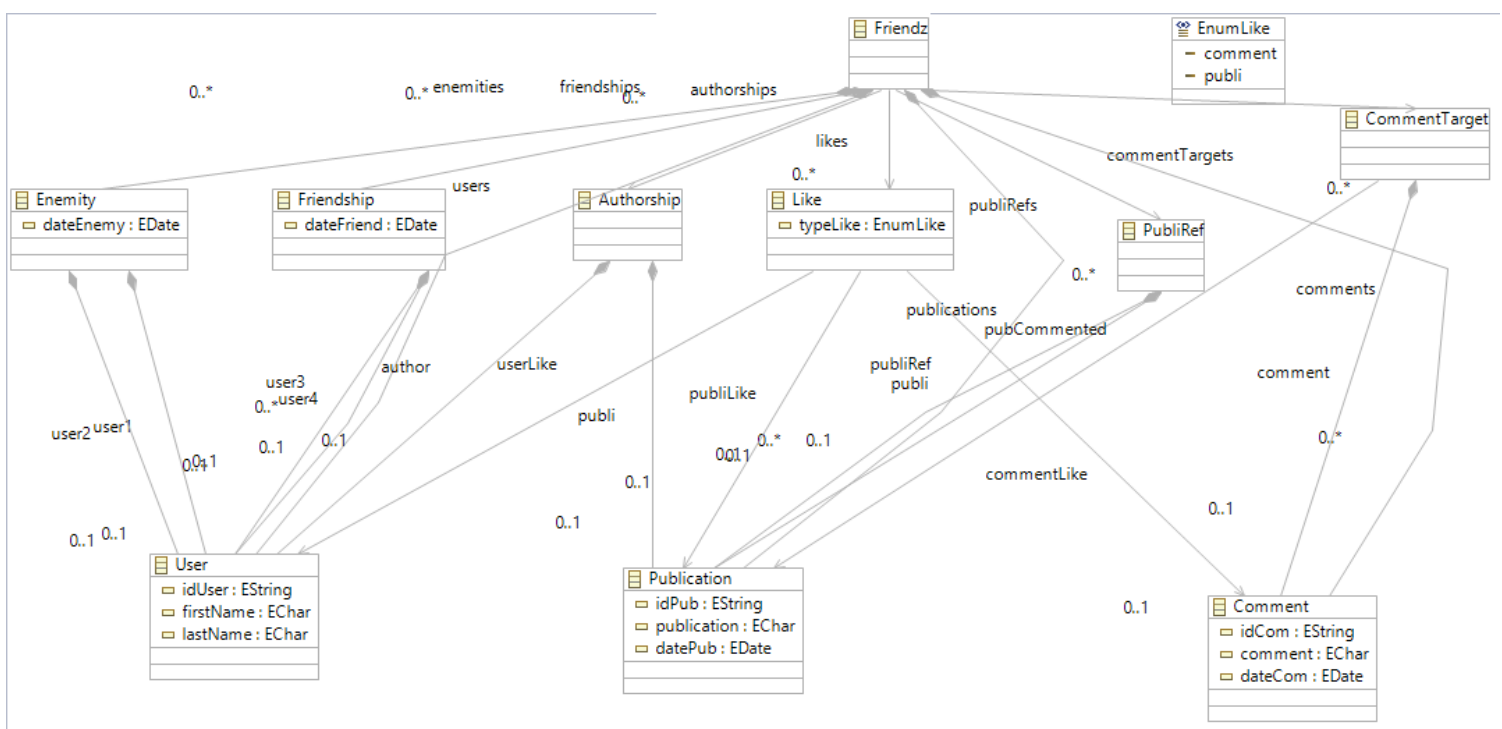 Friendz
EnumLike
comment
publi
0..*
0..*
enemities
friendships
0..*
authorships
CommentTarget
likes
commentTargets
0..*
users
0..*
Enemity
dateEnemy : EDate
Friendship
dateFriend : EDate
Authorship
Like
typeLike : EnumLike
publiRefs
PubliRef
0..*
comments
publications
pubCommented
author
userLike
publiRef
publi
comment
user3
user4
0..*
publiLike
publi
user2
user1
0..1
0..1
0..*
0..1
0..*
0..1
commentLike
0..1
0..1
0..1
0..1
0..1
User
idUser : EString
firstName : EChar
lastName : EChar
Publication
idPub : EString
publication : EChar
datePub : EDate
0..1
Comment
idCom : EString
comment : EChar
dateCom : EDate